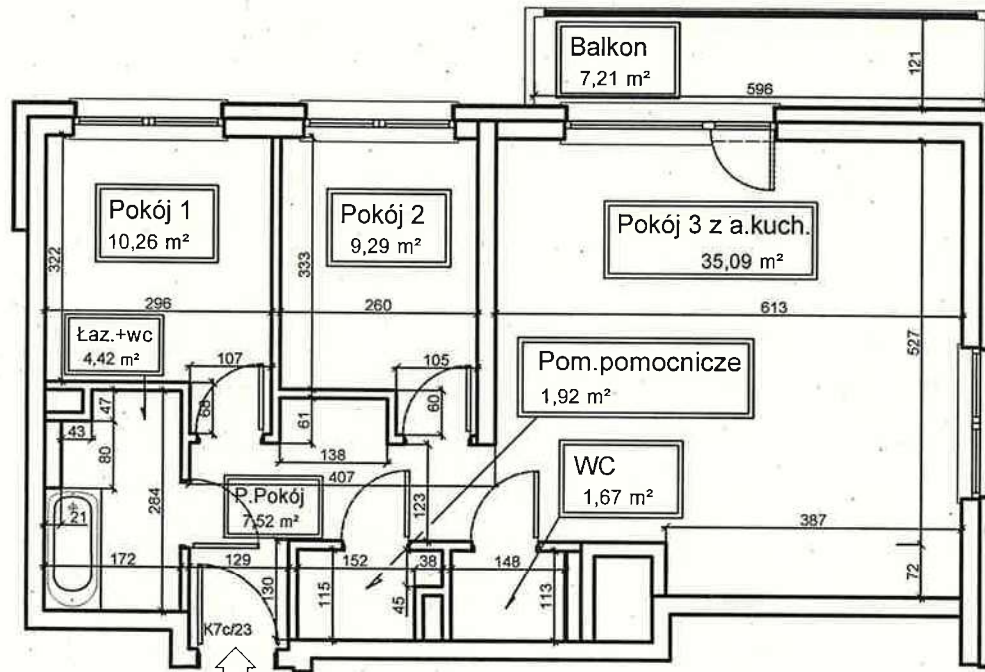 Balkon
7,21 m²
121
596
Pokój 1
10,26 m²
Pokój 2
9,29 m²
Pokój 3 z a.kuch.
35,09 m²
322
333
296
260
613
527
Łaz.+wc
4,42 m²
107
105
Pom.pomocnicze
1,92 m²
47
68
61
60
43
138
80
407
WC
1,67 m²
P.Pokój
7,52 m²
123
284
21
387
172
129
152
38
148
72
130
115
45
113
K7c/23